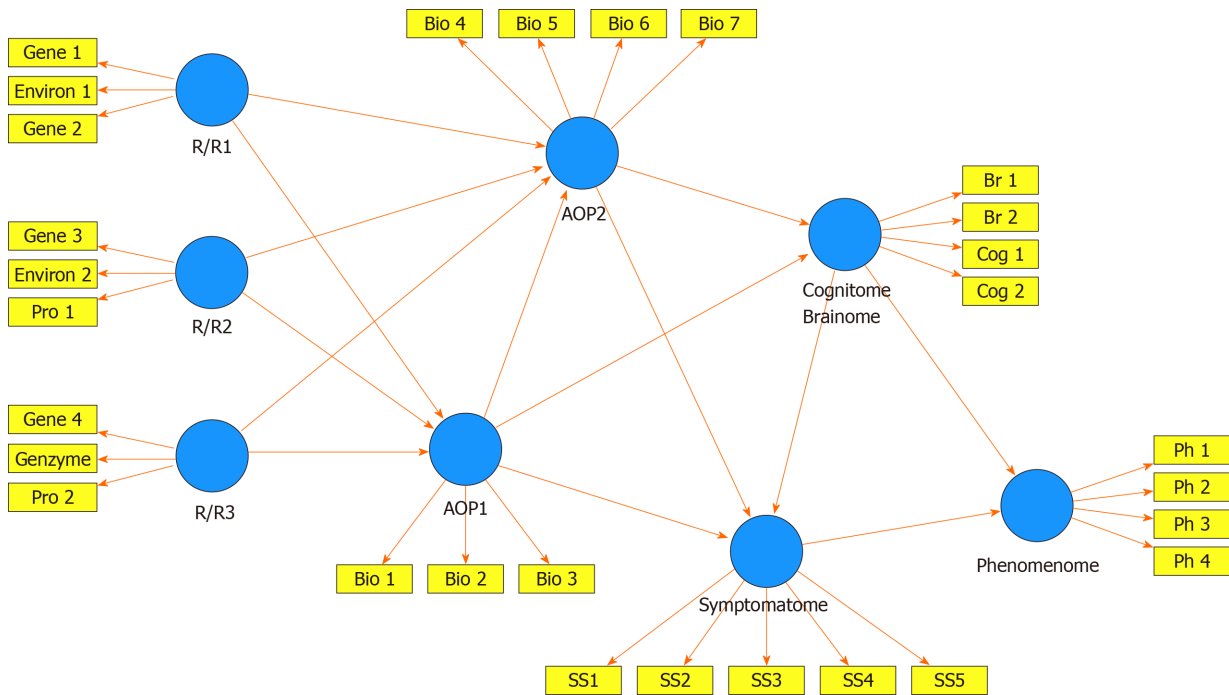 Bio 4
Bio 5
Bio 6
Bio 7
Gene 1
Environ 1
Gene 2
R/R1
AOP2
Br 1
Br 2
Cog 1
Cog 2
Gene 3
Environ 2
Pro 1
R/R2
Cognitome
Brainome
Gene 4
Genzyme
Pro 2
R/R3
AOP1
Ph 1
Ph 2
Ph 3
Ph 4
Phenomenome
Bio 1
Bio 2
Bio 3
Symptomatome
SS1
SS2
SS3
SS4
SS5